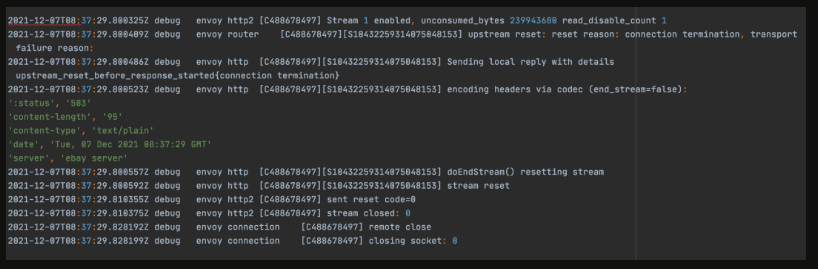 2021-12-07T08:37:29.800325Z debug envoy http2 [C488678497] Stream 1 enabled, unconsumed_bytes 239943680 read_disable_count 1
2021-12-07T08:37:29.800409Z debug envoy router [C488678497][S10432259314075048153] upstream reset: reset reason: connection termination, transport
failure reason:
2021-12-07T08:37:29.800486Z debug envoy http [C488678497][S10432259314075048153] Sending local reply with details
upstream_reset_before_response_started{connection termination}
2021-12-07T08:37:29.800523Z debug envoy http [C488678497][S10432259314075048153] encoding headers via codec (end_stream=false):
':status', '503'
'content-length', '95'
'content-type', 'text/plain'
'date', 'Tue, 07 Dec 2021 08:37:29 GMT'
'server', 'ebay server'
2021-12-07T08:37:29.800557Z debug envoy http [C488678497][S10432259314075048153] doEndStream() resetting stream
2021-12-07T08:37:29.800592Z debug envoy http [C488678497][S10432259314075048153] stream reset
2021-12-07T08:37:29.810355Z debug envoy http2 [C488678497] sent reset code=0
2021-12-07T08:37:29.810375Z debug envoy http2 [C488678497] stream closed: 0
2021-12-07T08:37:29.828192Z debug envoy connection [C488678497] remote close
2021-12-07T08:37:29.828199Z debug envoy connection [C488678497] closing socket: 0